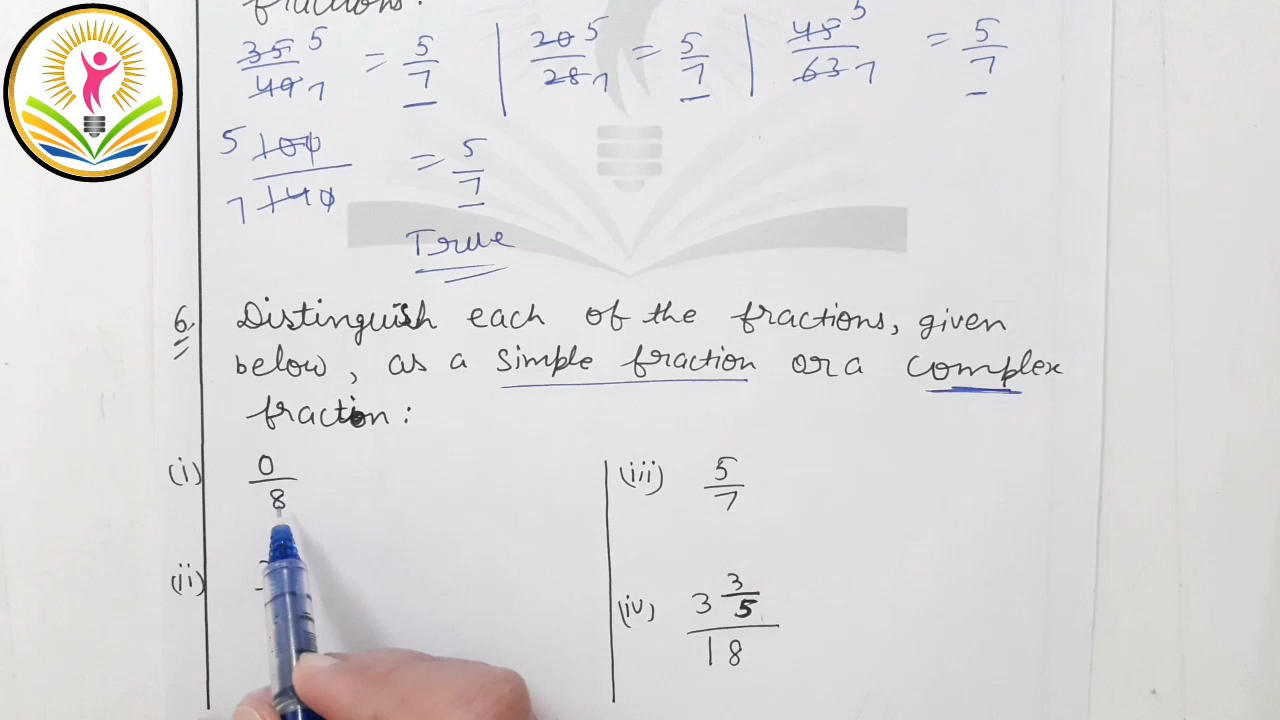 fractions.
35 5 / 49 7 = 5/7 | 20 5 / 28 7 = 5/7 | 45 5 / 63 7 = 5/7
5 100 / 7 140 = 5/7
True
6. Distinguish each of the fractions, given
below, as a simple fraction or a complex
fraction:
(i) 0/8
(ii)
(iii) 5/7
(iv) 3 3/5 / 18